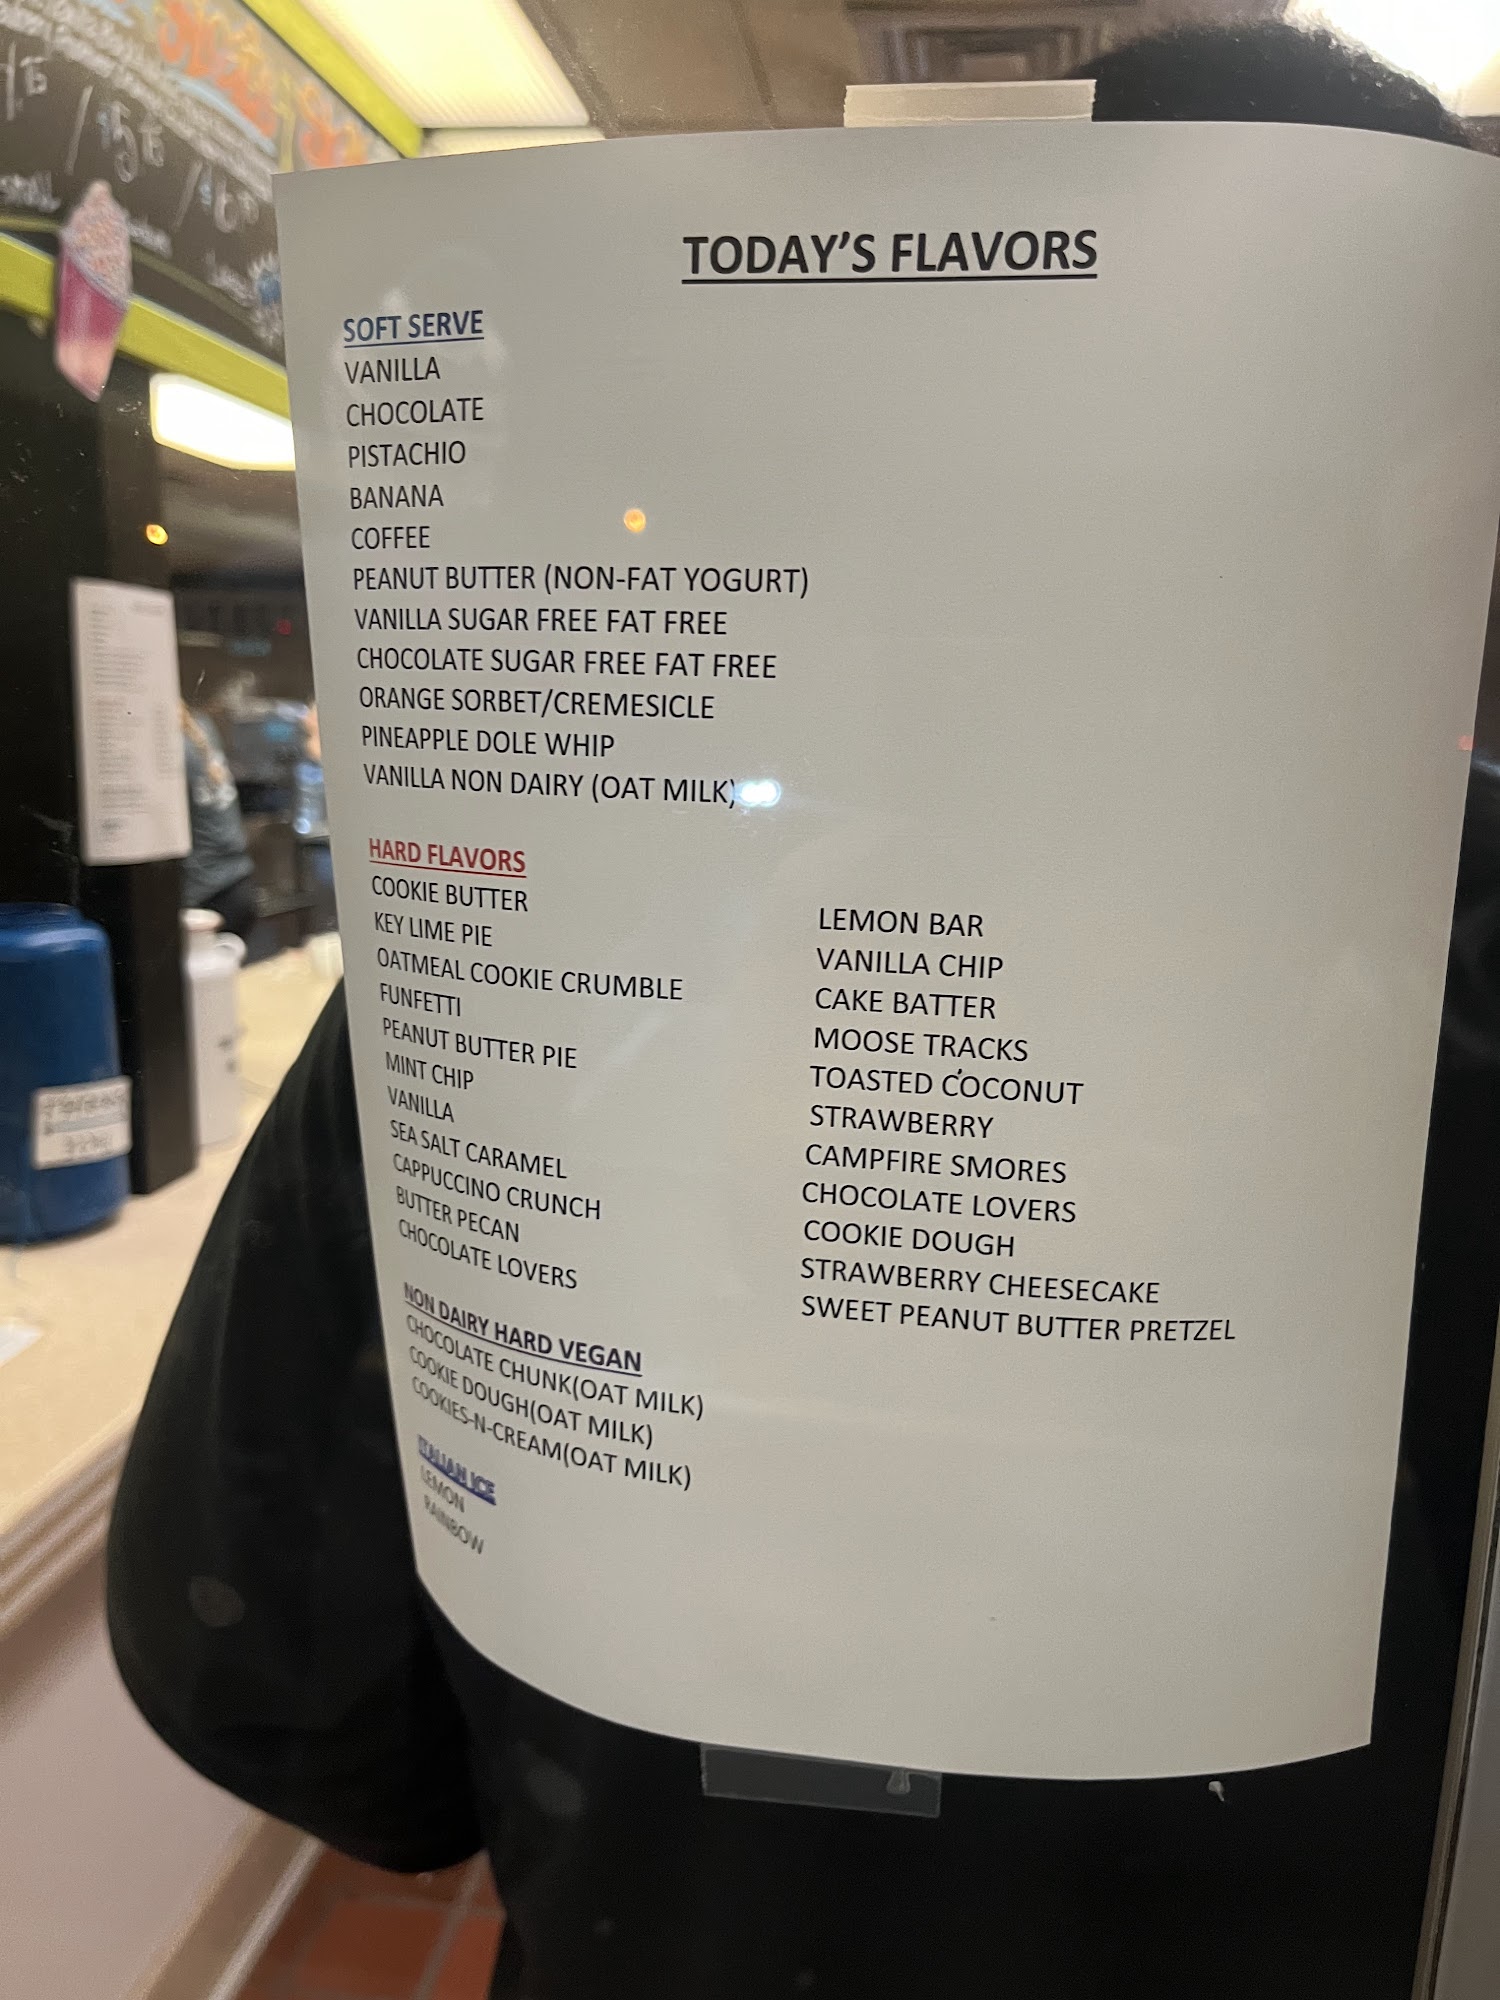 TODAY'S FLAVORS
SOFT SERVE
VANILLA
CHOCOLATE
PISTACHIO
BANANA
COFFEE
PEANUT BUTTER (NON-FAT YOGURT)
VANILLA SUGAR FREE FAT FREE
CHOCOLATE SUGAR FREE FAT FREE
ORANGE SORBET/CREMESICLE
PINEAPPLE DOLE WHIP
VANILLA NON DAIRY (OAT MILK)
HARD FLAVORS
COOKIE BUTTER
KEY LIME PIE
OATMEAL COOKIE CRUMBLE
FUNFETTI
PEANUT BUTTER PIE
MINT CHIP
VANILLA
SEA SALT CARAMEL
CAPPUCCINO CRUNCH
BUTTER PECAN
CHOCOLATE LOVERS
LEMON BAR
VANILLA CHIP
CAKE BATTER
MOOSE TRACKS
TOASTED COCONUT
STRAWBERRY
CAMPFIRE SMORES
CHOCOLATE LOVERS
COOKIE DOUGH
STRAWBERRY CHEESECAKE
SWEET PEANUT BUTTER PRETZEL
NON DAIRY HARD VEGAN
CHOCOLATE CHUNK(OAT MILK)
COOKIE DOUGH(OAT MILK)
COOKIES-N-CREAM(OAT MILK)
ITALIAN ICE
LEMON
RAINBOW